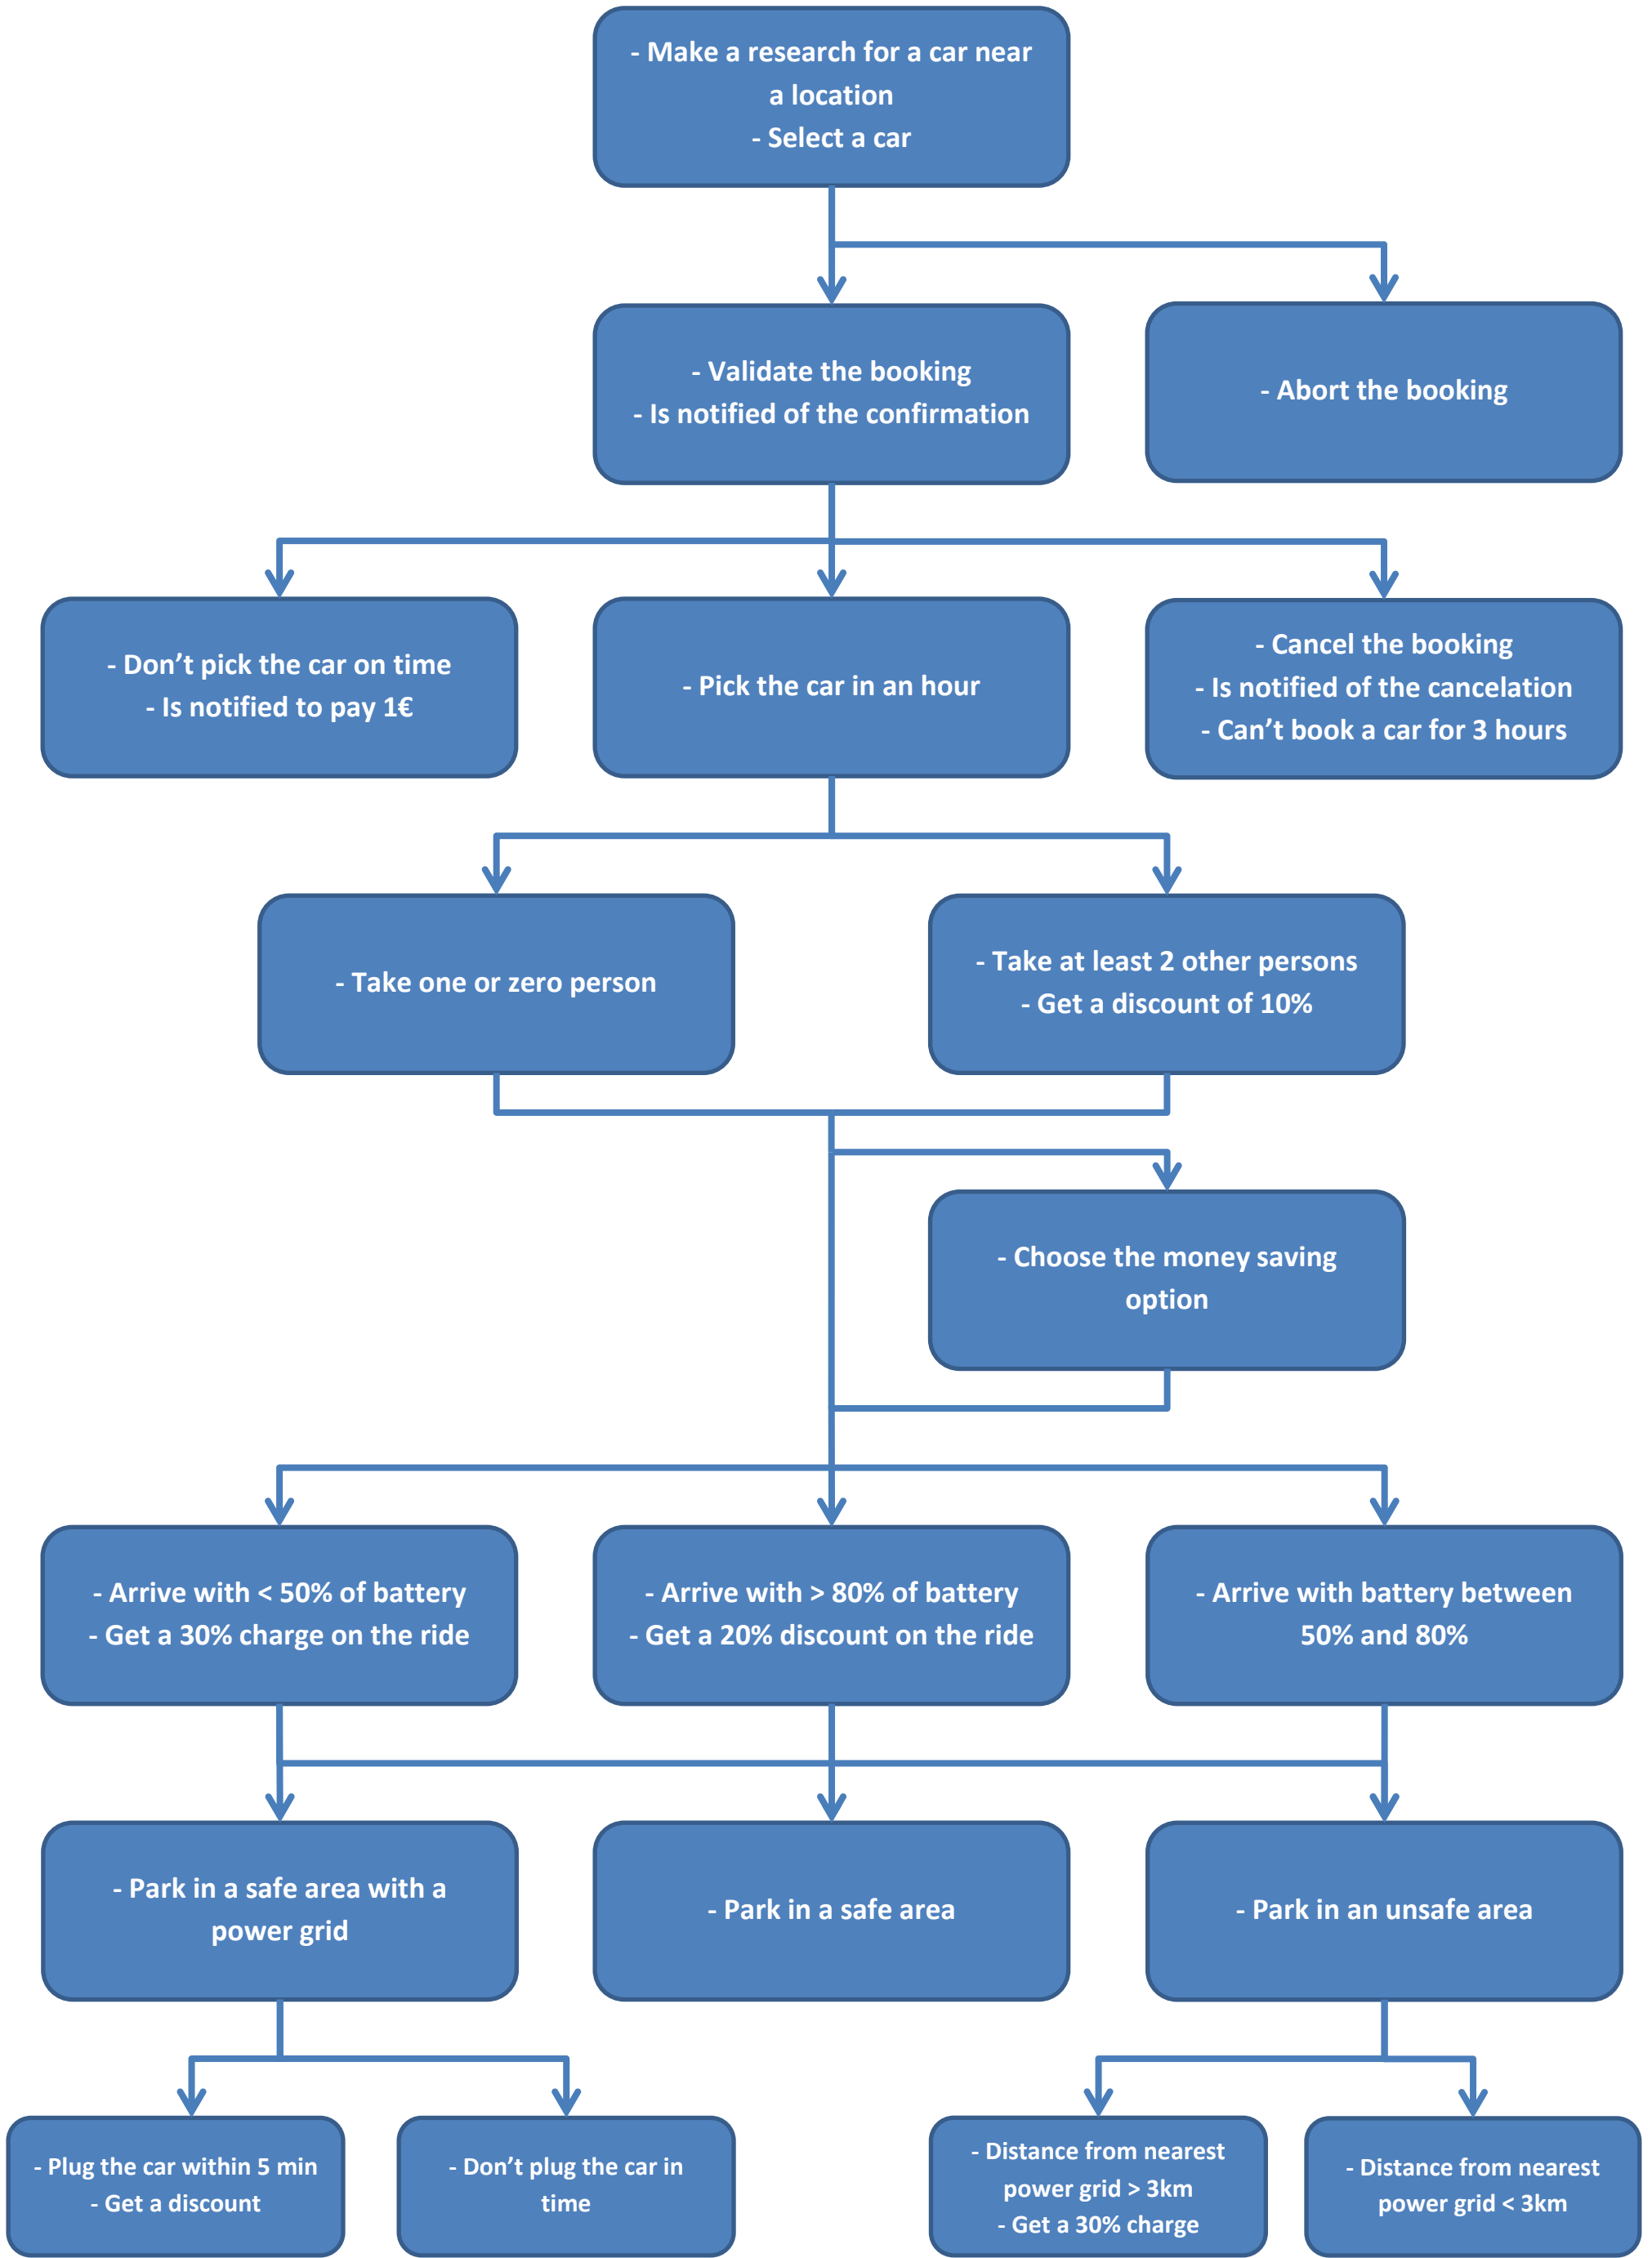 - Make a research for a car near
a location
- Select a car
- Validate the booking
- Is notified of the confirmation
- Abort the booking
- Don’t pick the car on time
- Is notified to pay 1€
- Pick the car in an hour
- Cancel the booking
- Is notified of the cancelation
- Can’t book a car for 3 hours
- Take one or zero person
- Take at least 2 other persons
- Get a discount of 10%
- Choose the money saving
option
- Arrive with < 50% of battery
- Get a 30% charge on the ride
- Arrive with > 80% of battery
- Get a 20% discount on the ride
- Arrive with battery between
50% and 80%
- Park in a safe area with a
power grid
- Park in a safe area
- Park in an unsafe area
- Plug the car within 5 min
- Get a discount
- Don’t plug the car in
time
- Distance from nearest
power grid > 3km
- Get a 30% charge
- Distance from nearest
power grid < 3km